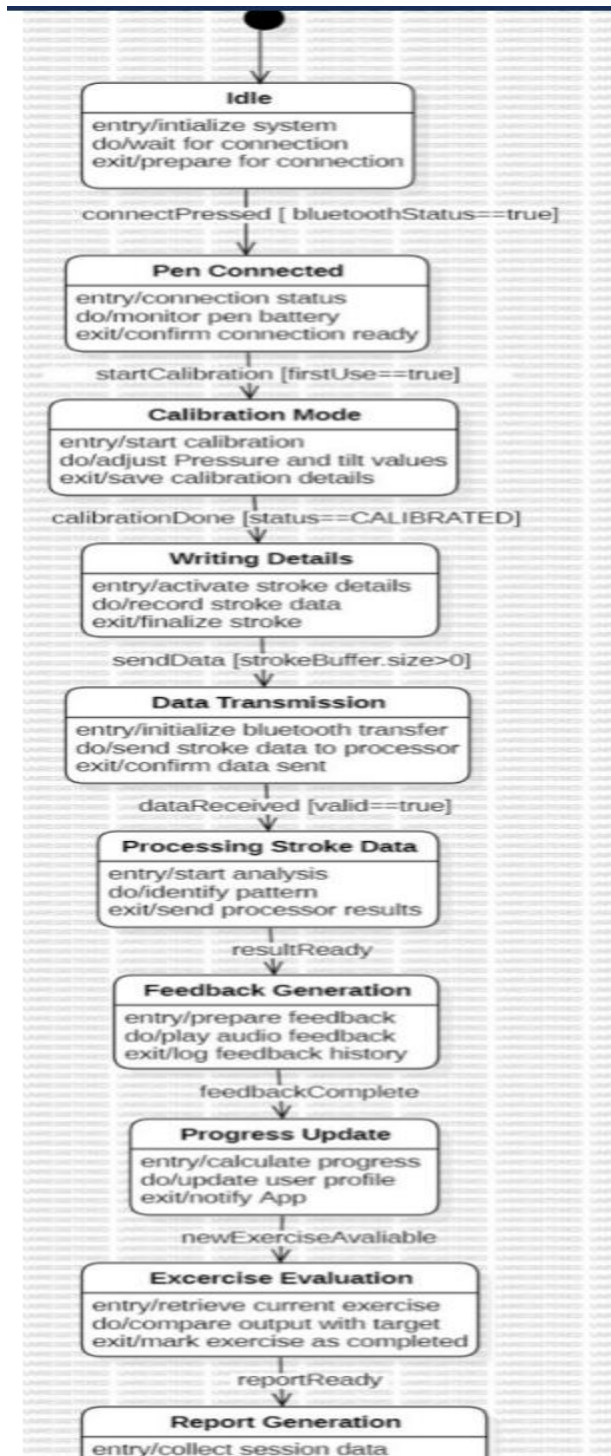 Idle
entry/intialize system
do/wait for connection
exit/prepare for connection
connectPressed [ bluetoothStatus==true]
Pen Connected
entry/connection status
do/monitor pen battery
exit/confirm connection ready
startCalibration [firstUse==true]
Calibration Mode
entry/start calibration
do/adjust Pressure and tilt values
exit/save calibration details
calibrationDone [status==CALIBRATED]
Writing Details
entry/activate stroke details
do/record stroke data
exit/finalize stroke
sendData [strokeBuffer.size>0]
Data Transmission
entry/initialize bluetooth transfer
do/send stroke data to processor
exit/confirm data sent
dataReceived [valid==true]
Processing Stroke Data
entry/start analysis
do/identify pattern
exit/send processor results
resultReady
Feedback Generation
entry/prepare feedback
do/play audio feedback
exit/log feedback history
feedbackComplete
Progress Update
entry/calculate progress
do/update user profile
exit/notify App
newExerciseAvaliable
Excercise Evaluation
entry/retrieve current exercise
do/compare output with target
exit/mark exercise as completed
reportReady
Report Generation
entry/collect session data